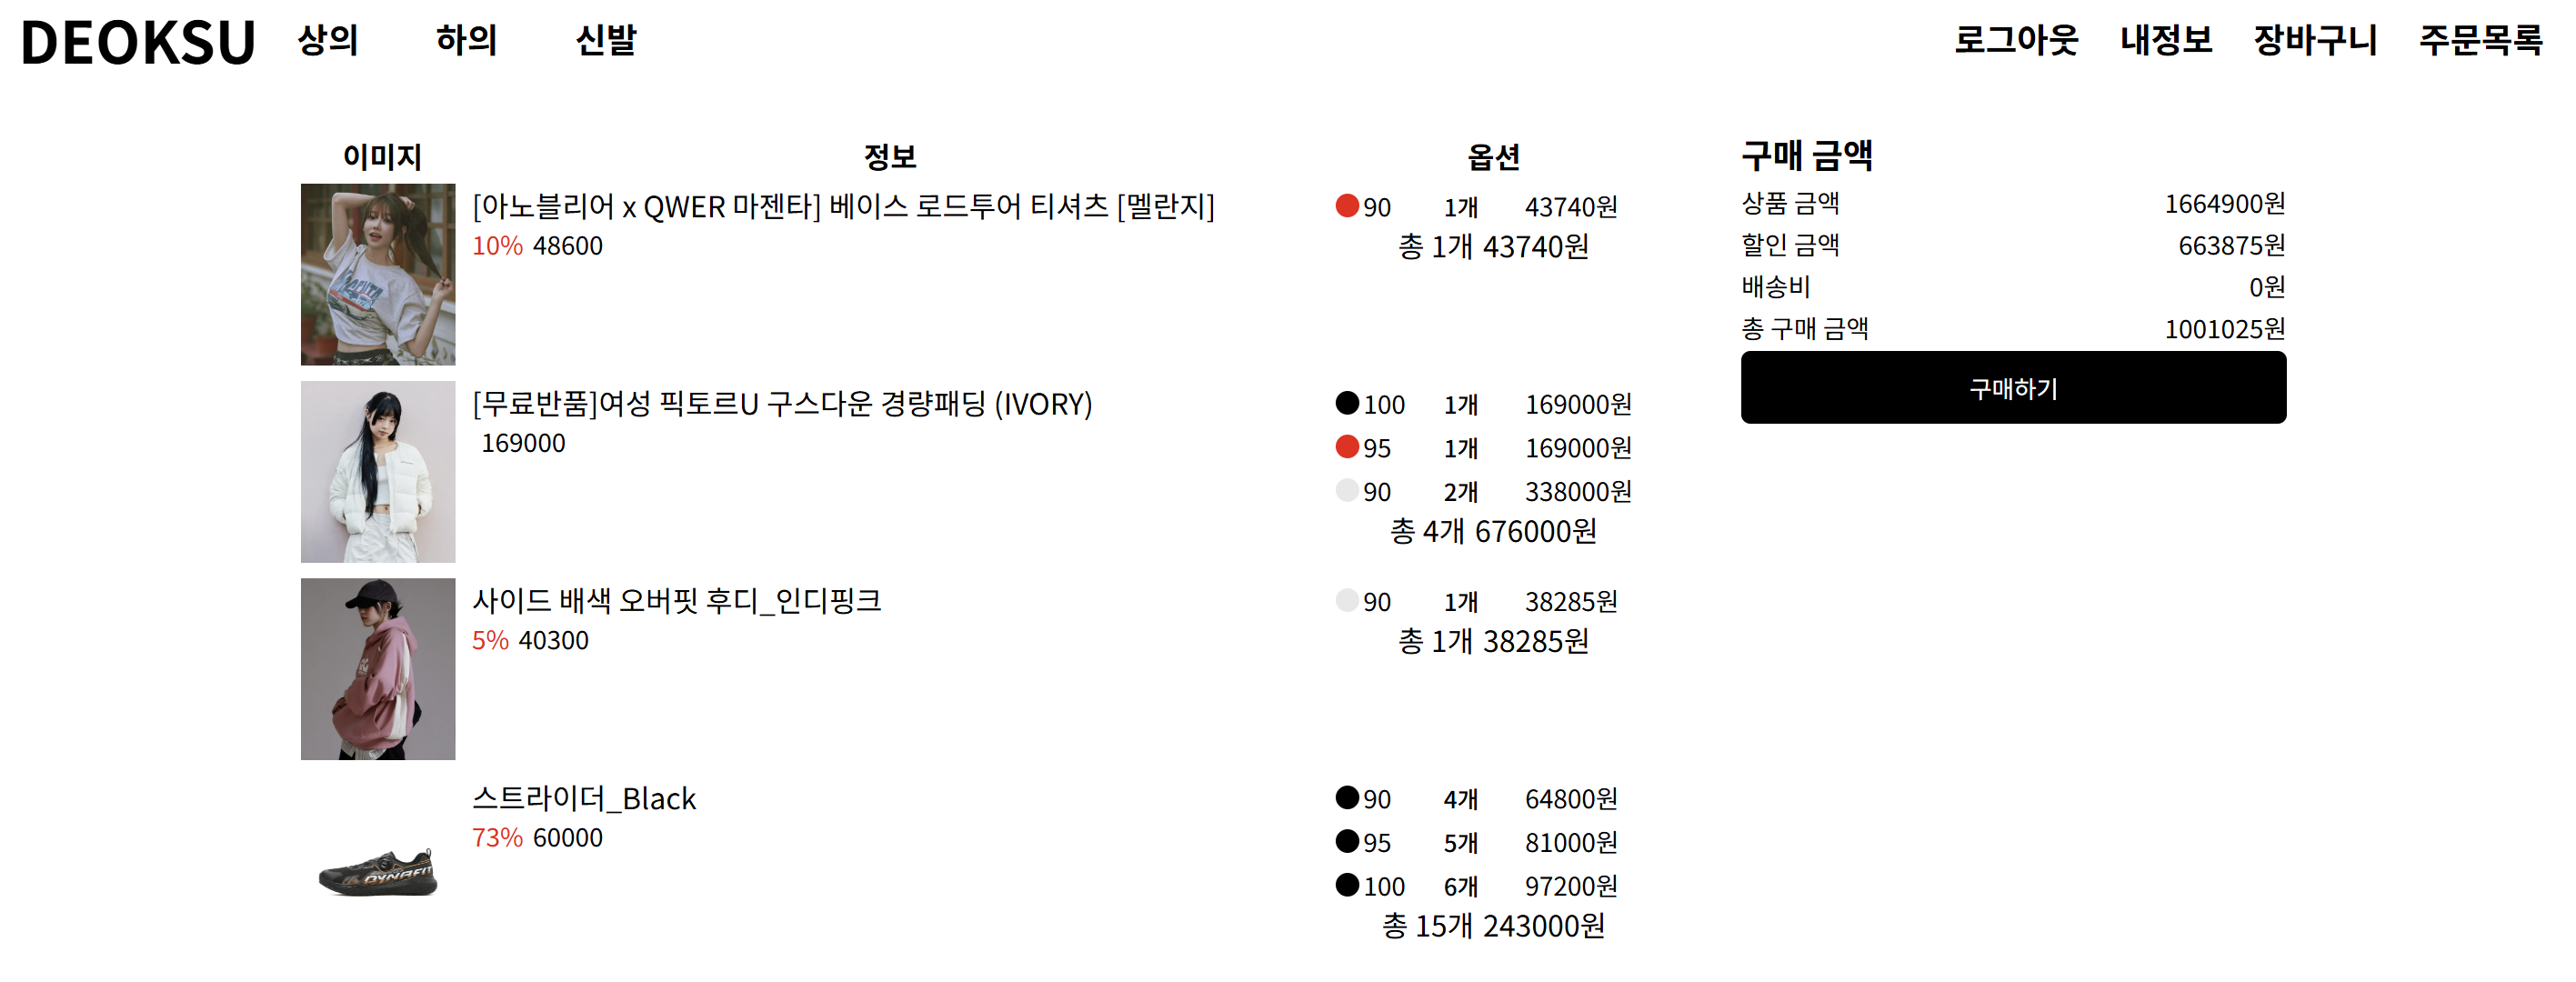 DEOKSU 상의 하의 신발 로그아웃 내정보 장바구니 주문목록
이미지 정보 옵션
[아노블리어 x QWER 마젠타] 베이스 로드투어 티셔츠 [멜란지]
10% 48600
90 1개 43740원
총 1개 43740원
[무료반품]여성 픽토르U 구스다운 경량패딩 (IVORY)
169000
100 1개 169000원
95 1개 169000원
90 2개 338000원
총 4개 676000원
사이드 배색 오버핏 후디_인디핑크
5% 40300
90 1개 38285원
총 1개 38285원
DYNAFIT
스트라이더_Black
73% 60000
90 4개 64800원
95 5개 81000원
100 6개 97200원
총 15개 243000원
구매 금액
상품 금액 1664900원
할인 금액 663875원
배송비 0원
총 구매 금액 1001025원
구매하기